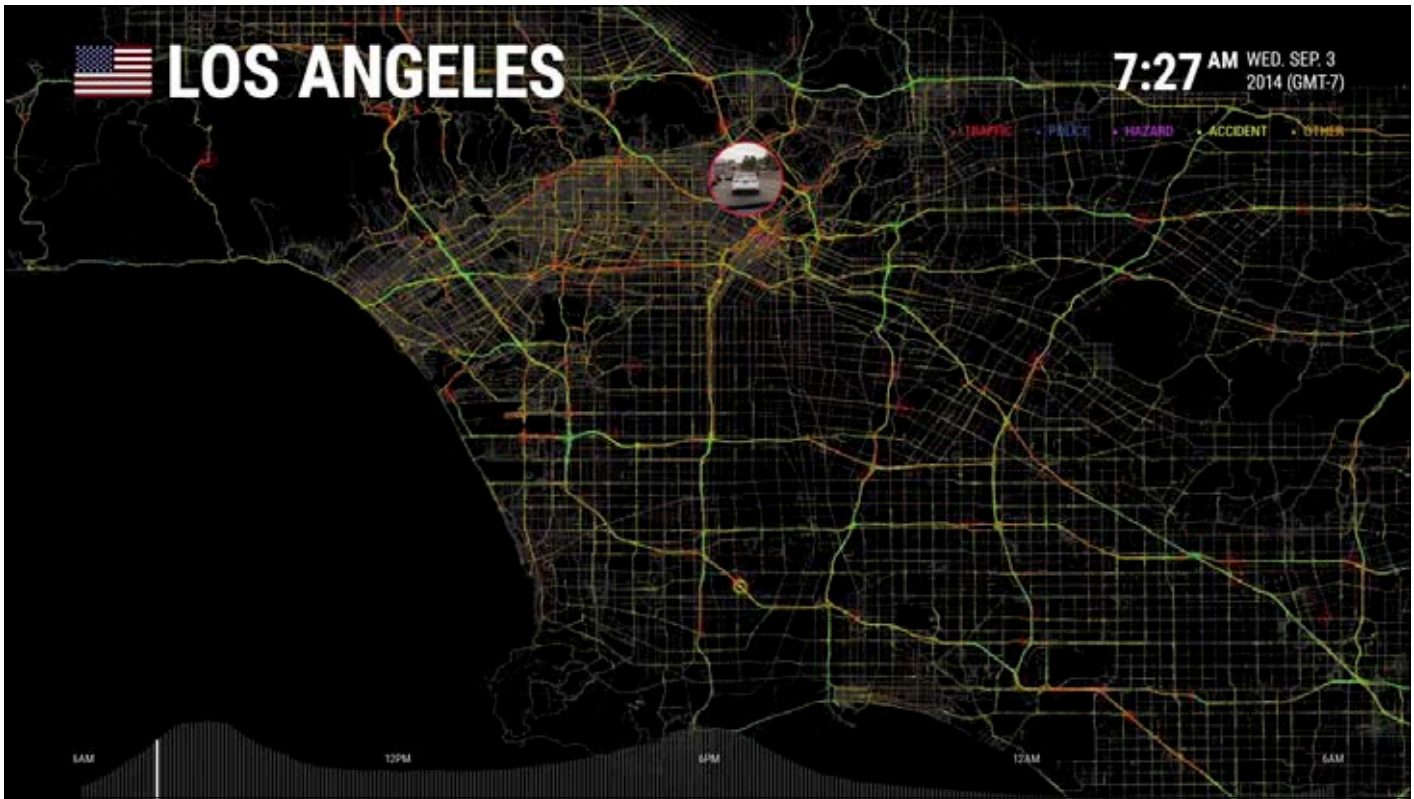 LOS ANGELES
7:27 AM WED. SEP. 3
2014 (GMT-7)
TRAFFIC POLICE HAZARD ACCIDENT OTHER
6AM 12PM 6PM 12AM 6AM